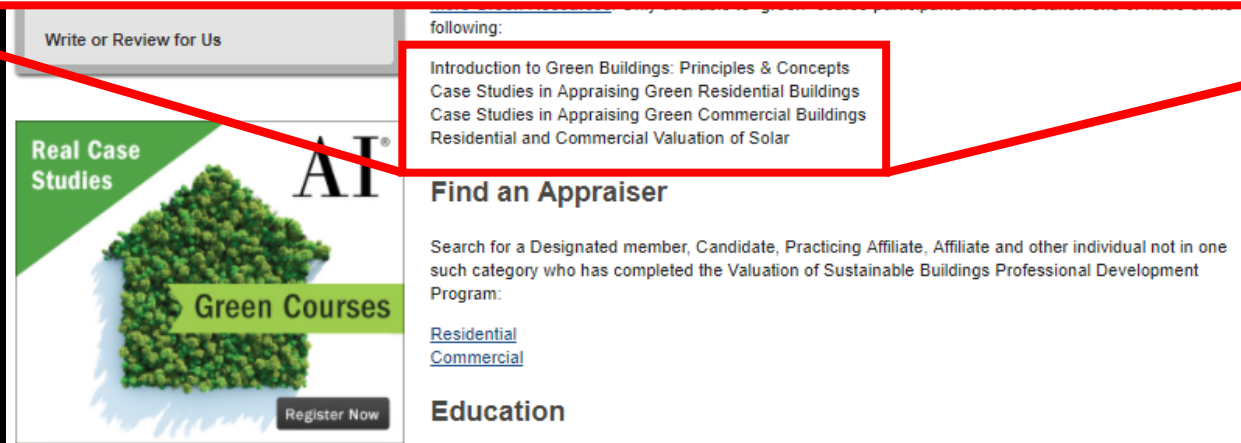 Write or Review for Us
following:
Introduction to Green Buildings: Principles & Concepts
Case Studies in Appraising Green Residential Buildings
Case Studies in Appraising Green Commercial Buildings
Residential and Commercial Valuation of Solar
Real Case
Studies
AI®
Green Courses
Register Now
Find an Appraiser
Search for a Designated member, Candidate, Practicing Affiliate, Affiliate and other individual not in one
such category who has completed the Valuation of Sustainable Buildings Professional Development
Program:
Residential
Commercial
Education